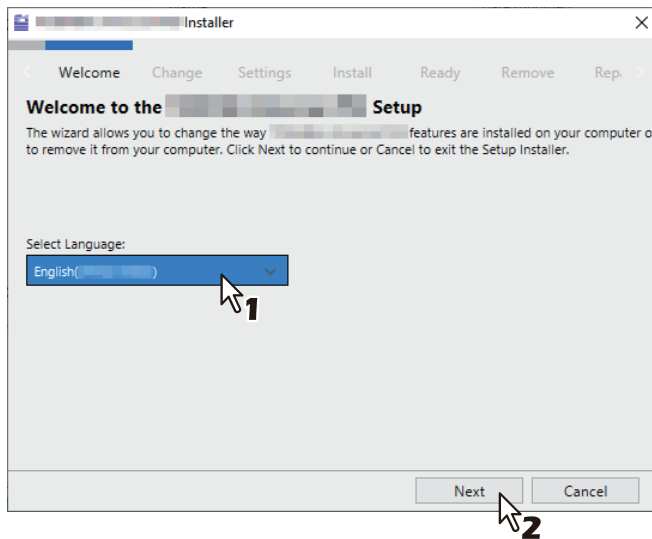 Installer
Welcome Change Settings Install Ready Remove Rep
Welcome to the Setup
The wizard allows you to change the way features are installed on your computer o
to remove it from your computer. Click Next to continue or Cancel to exit the Setup Installer.
Select Language:
English( )
1
Next Cancel
2